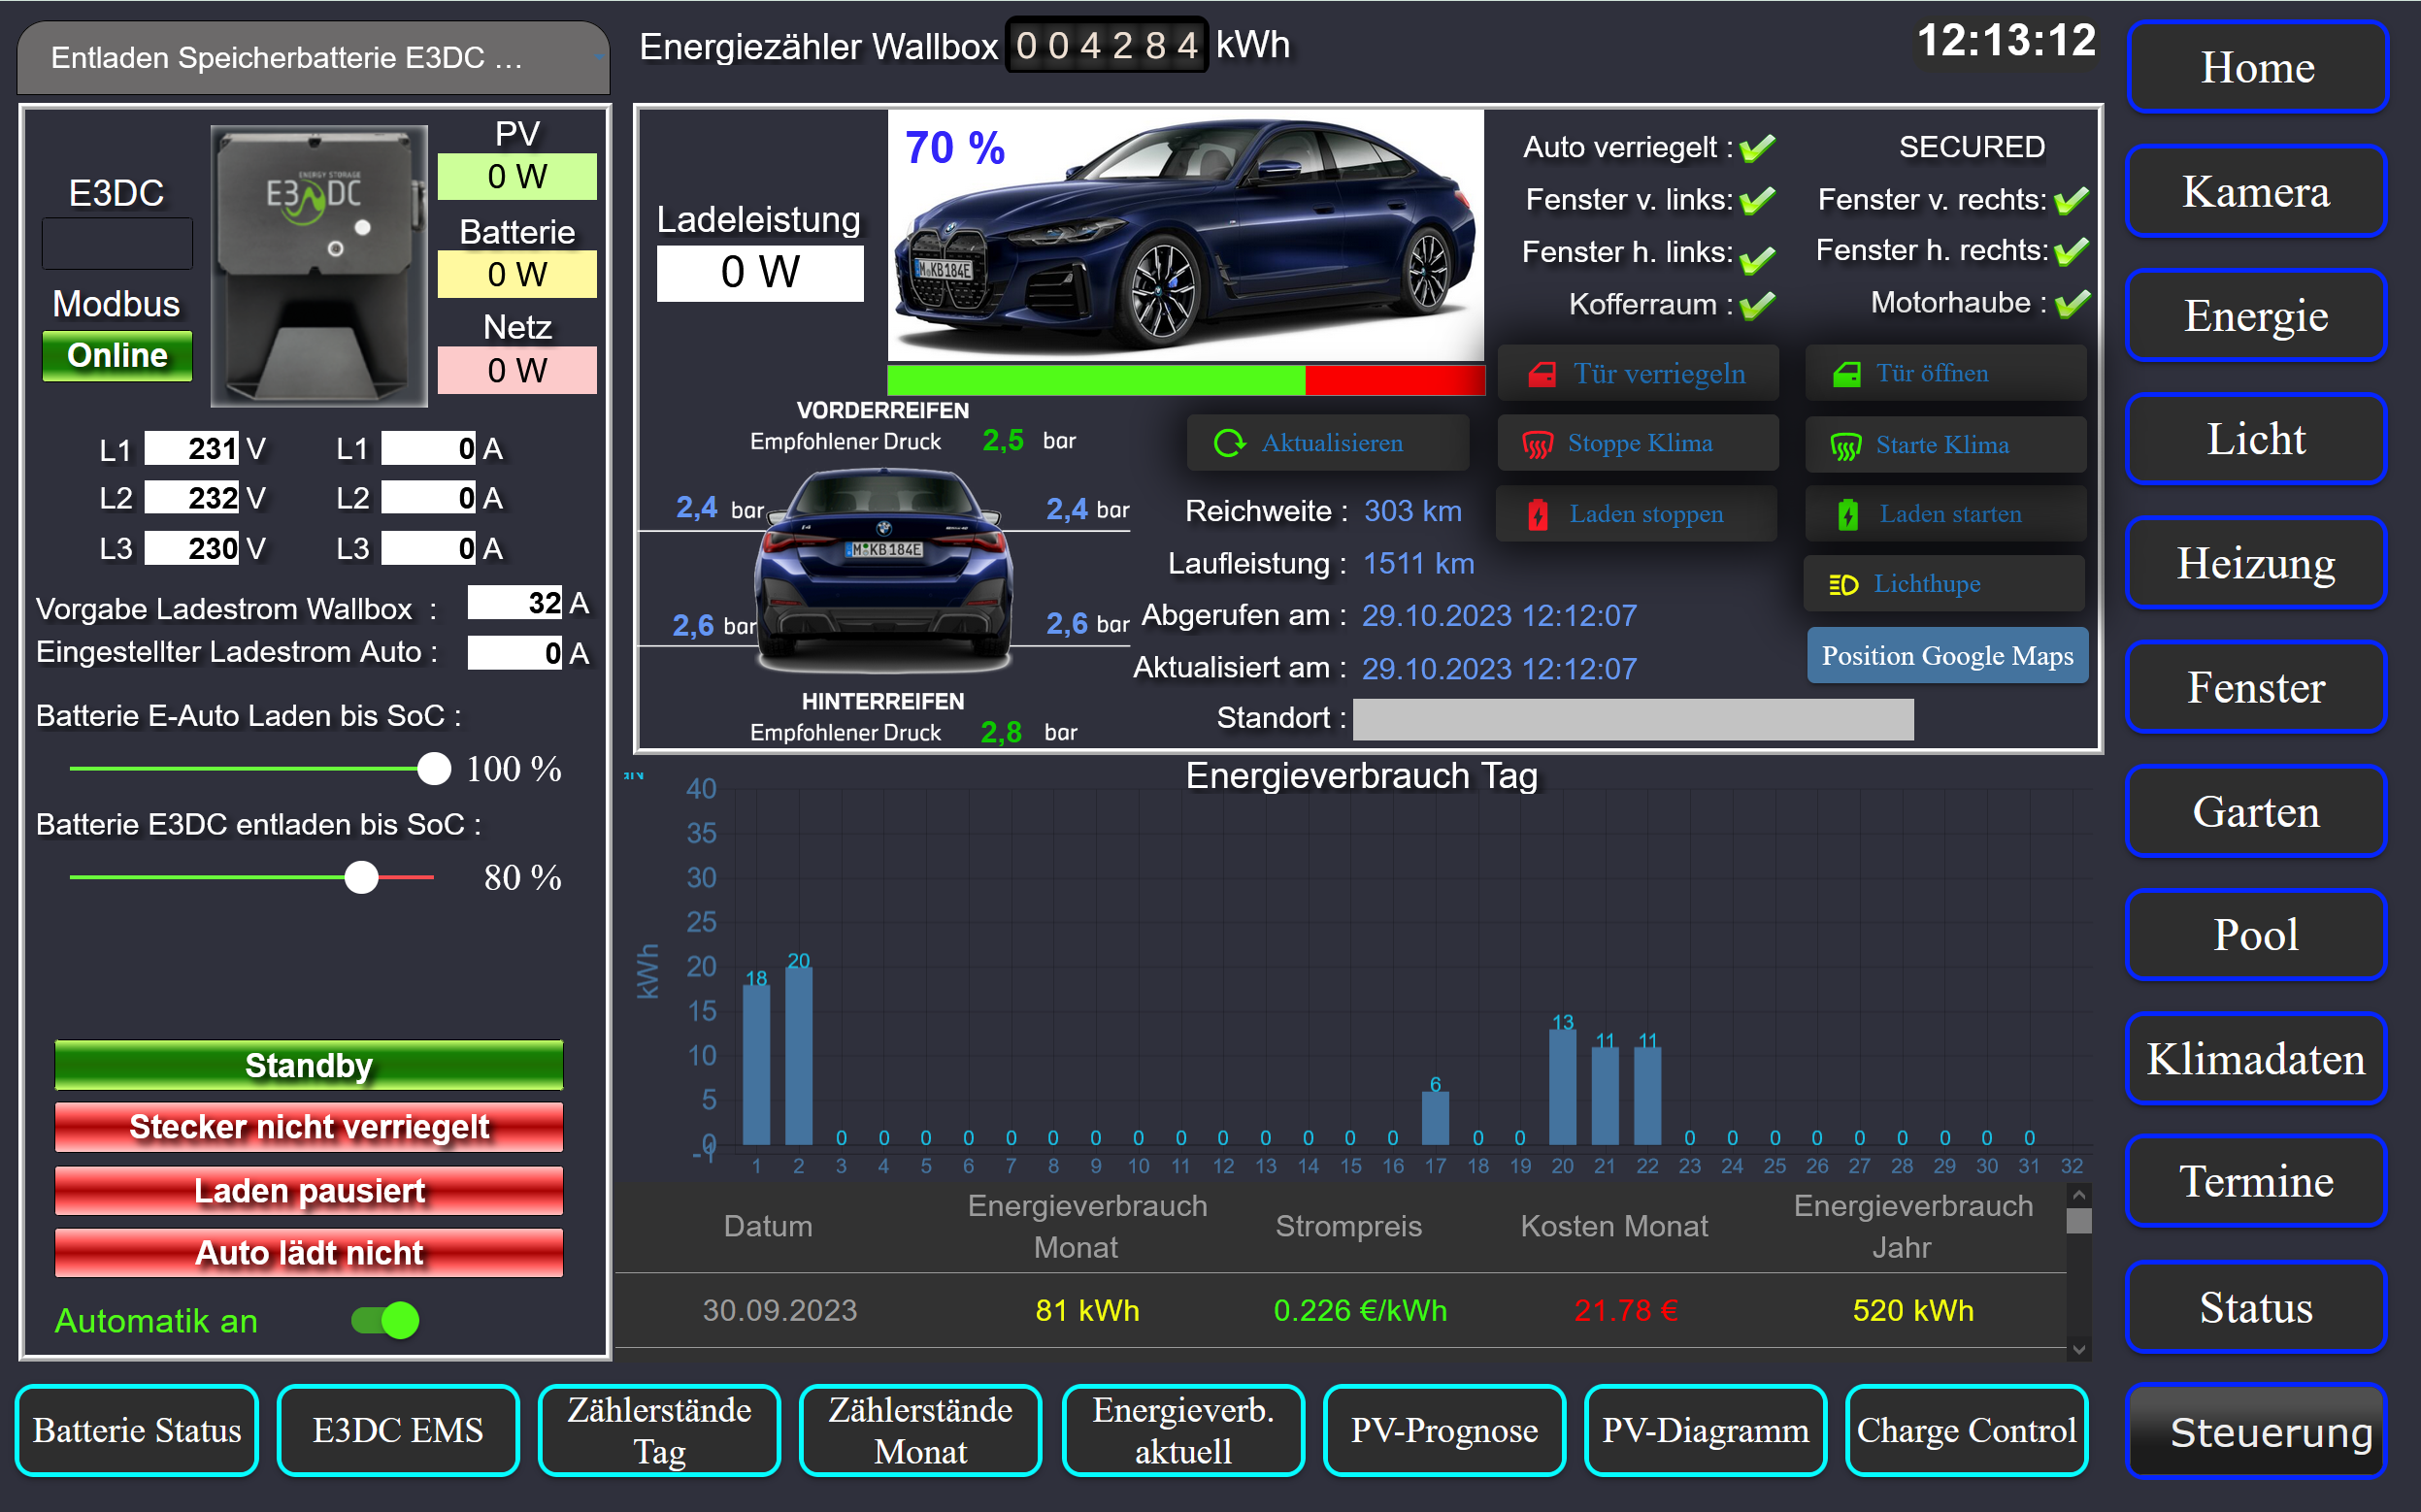 Entladen Speicherbatterie E3DC ...
Energiezähler Wallbox 004284 kWh
12:13:12
E3DC
Modbus
Online
ENERGY STORAGE
E3DC
PV
0 W
Batterie
0 W
Netz
0 W
L1 231 V L1 0 A
L2 232 V L2 0 A
L3 230 V L3 0 A
Vorgabe Ladestrom Wallbox : 32 A
Eingestellter Ladestrom Auto : 0 A
Batterie E-Auto Laden bis SoC :
100 %
Batterie E3DC entladen bis SoC :
80 %
Standby
Stecker nicht verriegelt
Laden pausiert
Auto lädt nicht
Automatik an
Ladeleistung
0 W
70 %
M KB184E
Auto verriegelt : SECURED
Fenster v. links: Fenster v. rechts:
Fenster h. links: Fenster h. rechts:
Kofferraum : Motorhaube :
Tür verriegeln Tür öffnen
Aktualisieren Stoppe Klima Starte Klima
Laden stoppen Laden starten
Lichthupe
Position Google Maps
VORDERREIFEN
Empfohlener Druck 2,5 bar
2,4 bar 2,4 bar
M KB184E
2,6 bar 2,6 bar
HINTERREIFEN
Empfohlener Druck 2,8 bar
Reichweite : 303 km
Laufleistung : 1511 km
Abgerufen am : 29.10.2023 12:12:07
Aktualisiert am : 29.10.2023 12:12:07
Standort :
Energieverbrauch Tag
kWh
40
35
30
25
20
15
10
5
0
-1
18 20 0 0 0 0 0 0 0 0 0 0 0 0 0 0 6 0 0 13 11 11 0 0 0 0 0 0 0 0 0
1 2 3 4 5 6 7 8 9 10 11 12 13 14 15 16 17 18 19 20 21 22 23 24 25 26 27 28 29 30 31 32
Datum Energieverbrauch Monat Strompreis Kosten Monat Energieverbrauch Jahr
30.09.2023 81 kWh 0.226 €/kWh 21.78 € 520 kWh
Home
Kamera
Energie
Licht
Heizung
Fenster
Garten
Pool
Klimadaten
Termine
Status
Steuerung
Batterie Status
E3DC EMS
Zählerstände
Tag
Zählerstände
Monat
Energieverb.
aktuell
PV-Prognose
PV-Diagramm
Charge Control